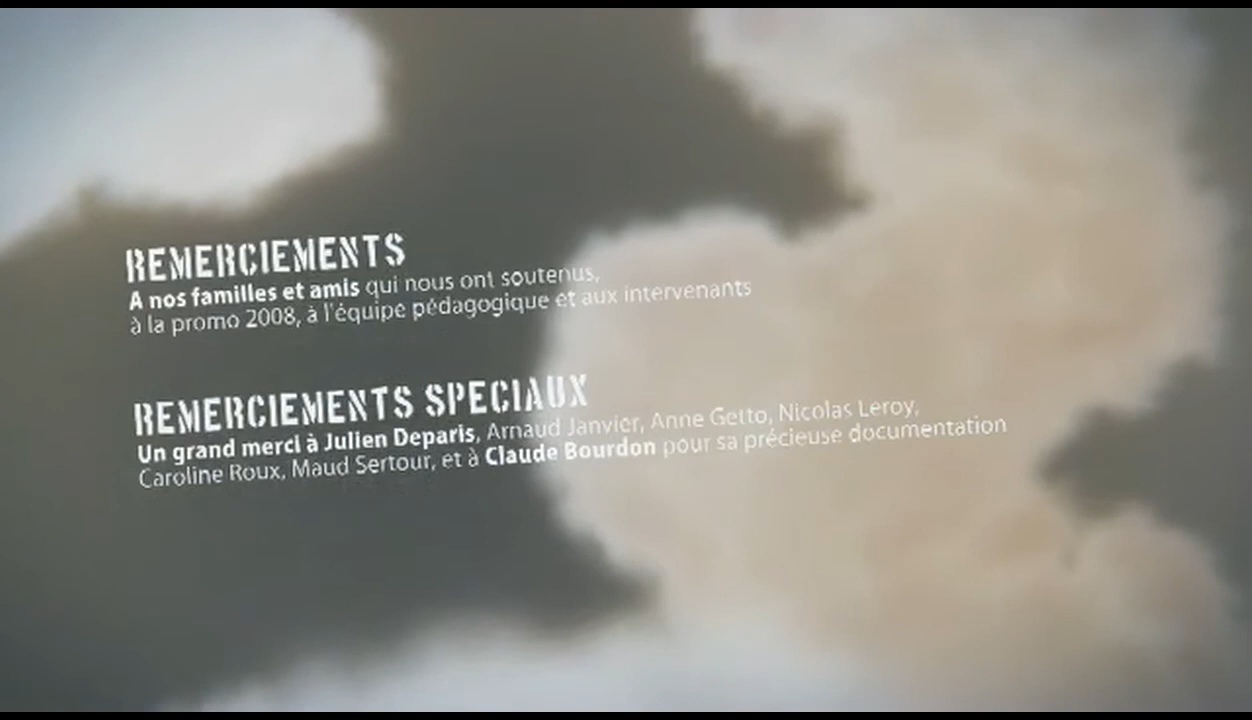 REMERCIEMENTS
A nos familles et amis qui nous ont soutenus,
à la promo 2008, à l'équipe pédagogique et aux intervenants
REMERCIEMENTS SPECIAUX
Un grand merci à Julien Deparis, Arnaud Janvier, Anne Getto, Nicolas Leroy,
Caroline Roux, Maud Sertour, et à Claude Bourdon pour sa précieuse documentation